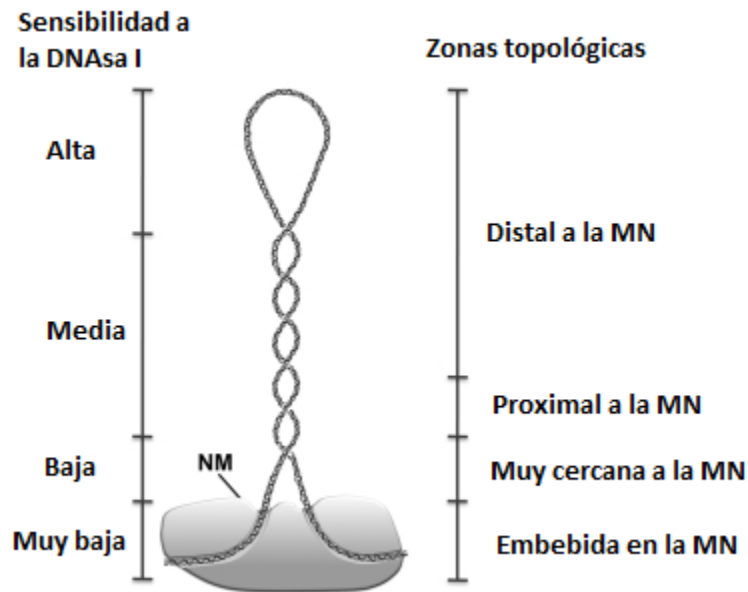 Sensibilidad a
la DNAsa I
Zonas topológicas
Alta
Distal a la MN
Media
Proximal a la MN
Baja
NM
Muy cercana a la MN
Muy baja
Embebida en la MN